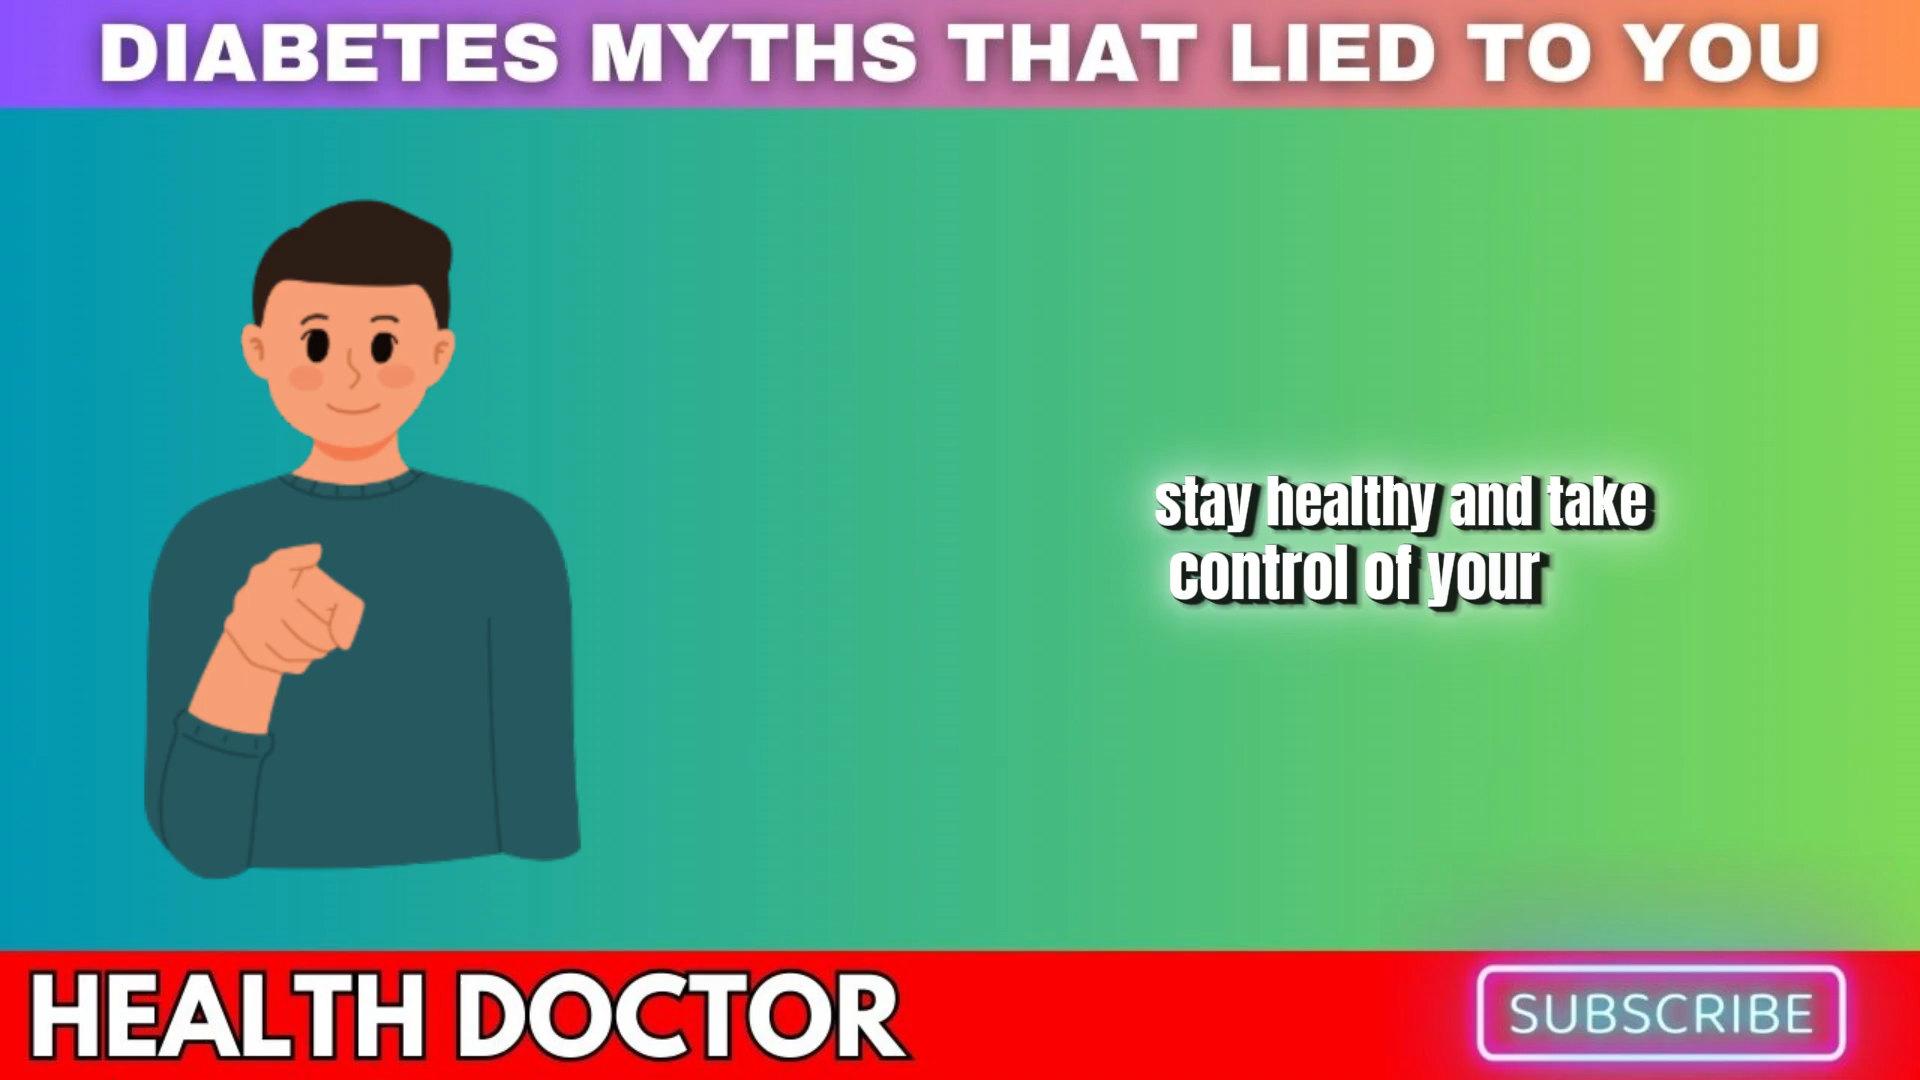 DIABETES MYTHS THAT LIED TO YOU
stay healthy and take
control of your
HEALTH DOCTOR
SUBSCRIBE